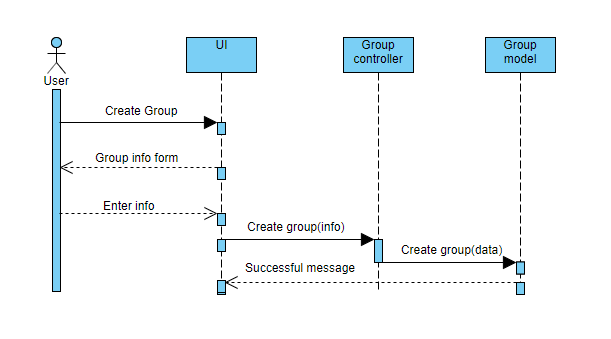 UI
Group
controller
Group
model
User
Create Group
Group info form
Enter info
Create group(info)
Create group(data)
Successful message